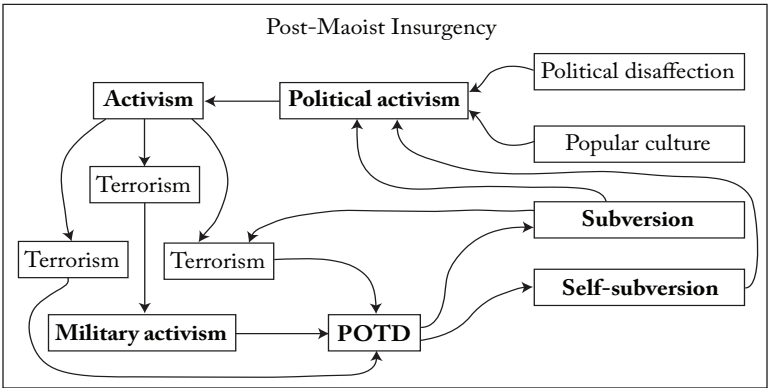 Post-Maoist Insurgency
Political disaffection
Activism
Political activism
Popular culture
Terrorism
Subversion
Terrorism
Terrorism
Self-subversion
Military activism
POTD